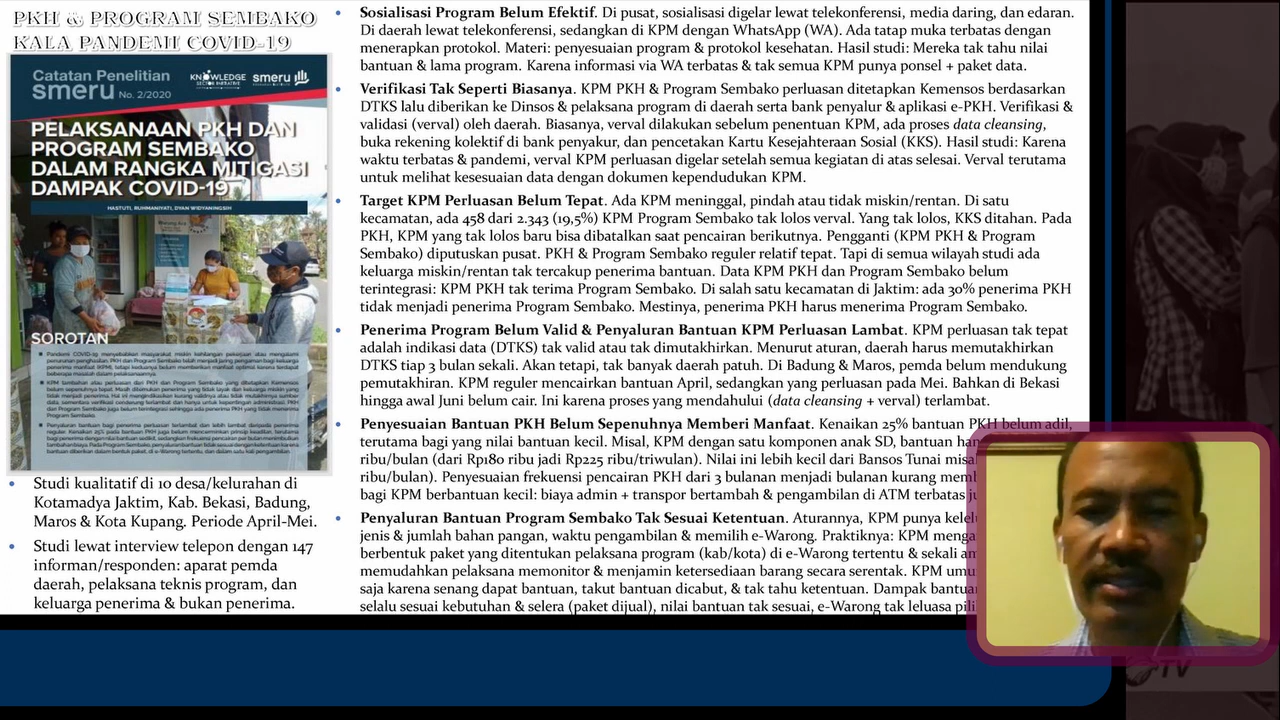 PKH & PROGRAM SEMBAKO
KALA PANDEMI COVID-19
Catatan Penelitian
smeru No. 2/2020
KNOWLEDGE
SECTOR INITIATIVE
smeru
PELAKSANAAN PKH DAN
PROGRAM SEMBAKO
DALAM RANGKA MITIGASI
DAMPAK COVID-19
HASTUTI, RUHMANIYATI, DYAN WIDYANINGSIH
SOROTAN
• Studi kualitatif di 10 desa/kelurahan di
Kotamadya Jaktim, Kab. Bekasi, Badung,
Maros & Kota Kupang. Periode April-Mei.
• Studi lewat interview telepon dengan 147
informan/responden: aparat pemda
daerah, pelaksana teknis program, dan
keluarga penerima & bukan penerima.
• Sosialisasi Program Belum Efektif. Di pusat, sosialisasi digelar lewat telekonferensi, media daring, dan edaran.
Di daerah lewat telekonferensi, sedangkan di KPM dengan WhatsApp (WA). Ada tatap muka terbatas dengan
menerapkan protokol. Materi: penyesuaian program & protokol kesehatan. Hasil studi: Mereka tak tahu nilai
bantuan & lama program. Karena informasi via WA terbatas & tak semua KPM punya ponsel + paket data.
• Verifikasi Tak Seperti Biasanya. KPM PKH & Program Sembako perluasan ditetapkan Kemensos berdasarkan
DTKS lalu diberikan ke Dinsos & pelaksana program di daerah serta bank penyalur & aplikasi e-PKH. Verifikasi &
validasi (verval) oleh daerah. Biasanya, verval dilakukan sebelum penentuan KPM, ada proses data cleansing,
buka rekening kolektif di bank penyakur, dan pencetakan Kartu Kesejahteraan Sosial (KKS). Hasil studi: Karena
waktu terbatas & pandemi, verval KPM perluasan digelar setelah semua kegiatan di atas selesai. Verval terutama
untuk melihat kesesuaian data dengan dokumen kependudukan KPM.
• Target KPM Perluasan Belum Tepat. Ada KPM meninggal, pindah atau tidak miskin/rentan. Di satu
kecamatan, ada 458 dari 2.343 (19,5%) KPM Program Sembako tak lolos verval. Yang tak lolos, KKS ditahan. Pada
PKH, KPM yang tak lolos baru bisa dibatalkan saat pencairan berikutnya. Pengganti (KPM PKH & Program
Sembako) diputuskan pusat. PKH & Program Sembako reguler relatif tepat. Tapi di semua wilayah studi ada
keluarga miskin/rentan tak tercakup penerima bantuan. Data KPM PKH dan Program Sembako belum
terintegrasi: KPM PKH tak terima Program Sembako. Di salah satu kecamatan di Jaktim: ada 30% penerima PKH
tidak menjadi penerima Program Sembako. Mestinya, penerima PKH harus menerima Program Sembako.
• Penerima Program Belum Valid & Penyaluran Bantuan KPM Perluasan Lambat. KPM perluasan tak tepat
adalah indikasi data (DTKS) tak valid atau tak dimutakhirkan. Menurut aturan, daerah harus memutakhirkan
DTKS tiap 3 bulan sekali. Akan tetapi, tak banyak daerah patuh. Di Badung & Maros, pemda belum mendukung
pemutakhiran. KPM reguler mencairkan bantuan April, sedangkan yang perluasan pada Mei. Bahkan di Bekasi
hingga awal Juni belum cair. Ini karena proses yang mendahului (data cleansing + verval) terlambat.
• Penyesuaian Bantuan PKH Belum Sepenuhnya Memberi Manfaat. Kenaikan 25% bantuan PKH belum adil,
terutama bagi yang nilai bantuan kecil. Misal, KPM dengan satu anak SD, bantuan
ribu/bulan (dari Rp180 ribu jadi Rp225 ribu/triwulan). Nilai ini lebih kecil dari Bansos Tunai
ribu/bulan). Penyesuaian frekuensi pencairan PKH dari 3 bulanan menjadi bulanan kurang
bagi KPM berbantuan kecil: biaya admin + transpor bertambah & pengambilan di ATM terbatas
• Penyaluran Bantuan Program Sembako Tak Sesuai Ketentuan. Aturannya, KPM punya
jenis & jumlah bahan pangan, waktu pengambilan & memilih e-Warong. Praktiknya: KPM
berbentuk paket yang ditentukan pelaksana program (kab/kota) di e-Warong tertentu & sekali
memudahkan pelaksana memonitor & menjamin ketersediaan barang secara serentak. KPM
saja karena senang dapat bantuan, takut bantuan dicabut, & tak tahu ketentuan. Dampak
selalu sesuai kebutuhan & selera (paket dijual), nilai bantuan tak sesuai, e-Warong tak leluasa
TV